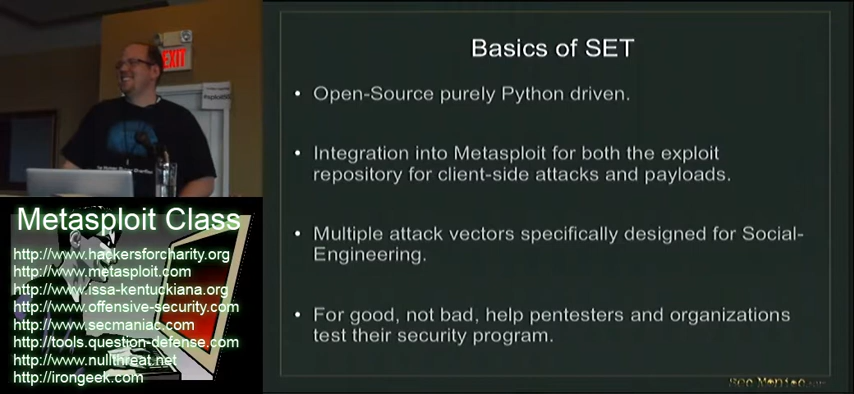 EXIT
Metasploit Class
http://www.hackersforcharity.org
http://www.metasploit.com
http://www.issa-kentuckiana.org
http://www.offensive-security.com
http://www.secmaniac.com
http://tools.question-defense.com
http://www.nullthreat.net
http://irongeek.com
Basics of SET
• Open-Source purely Python driven.
• Integration into Metasploit for both the exploit
repository for client-side attacks and payloads.
• Multiple attack vectors specifically designed for Social-
Engineering.
• For good, not bad, help pentesters and organizations
test their security program.